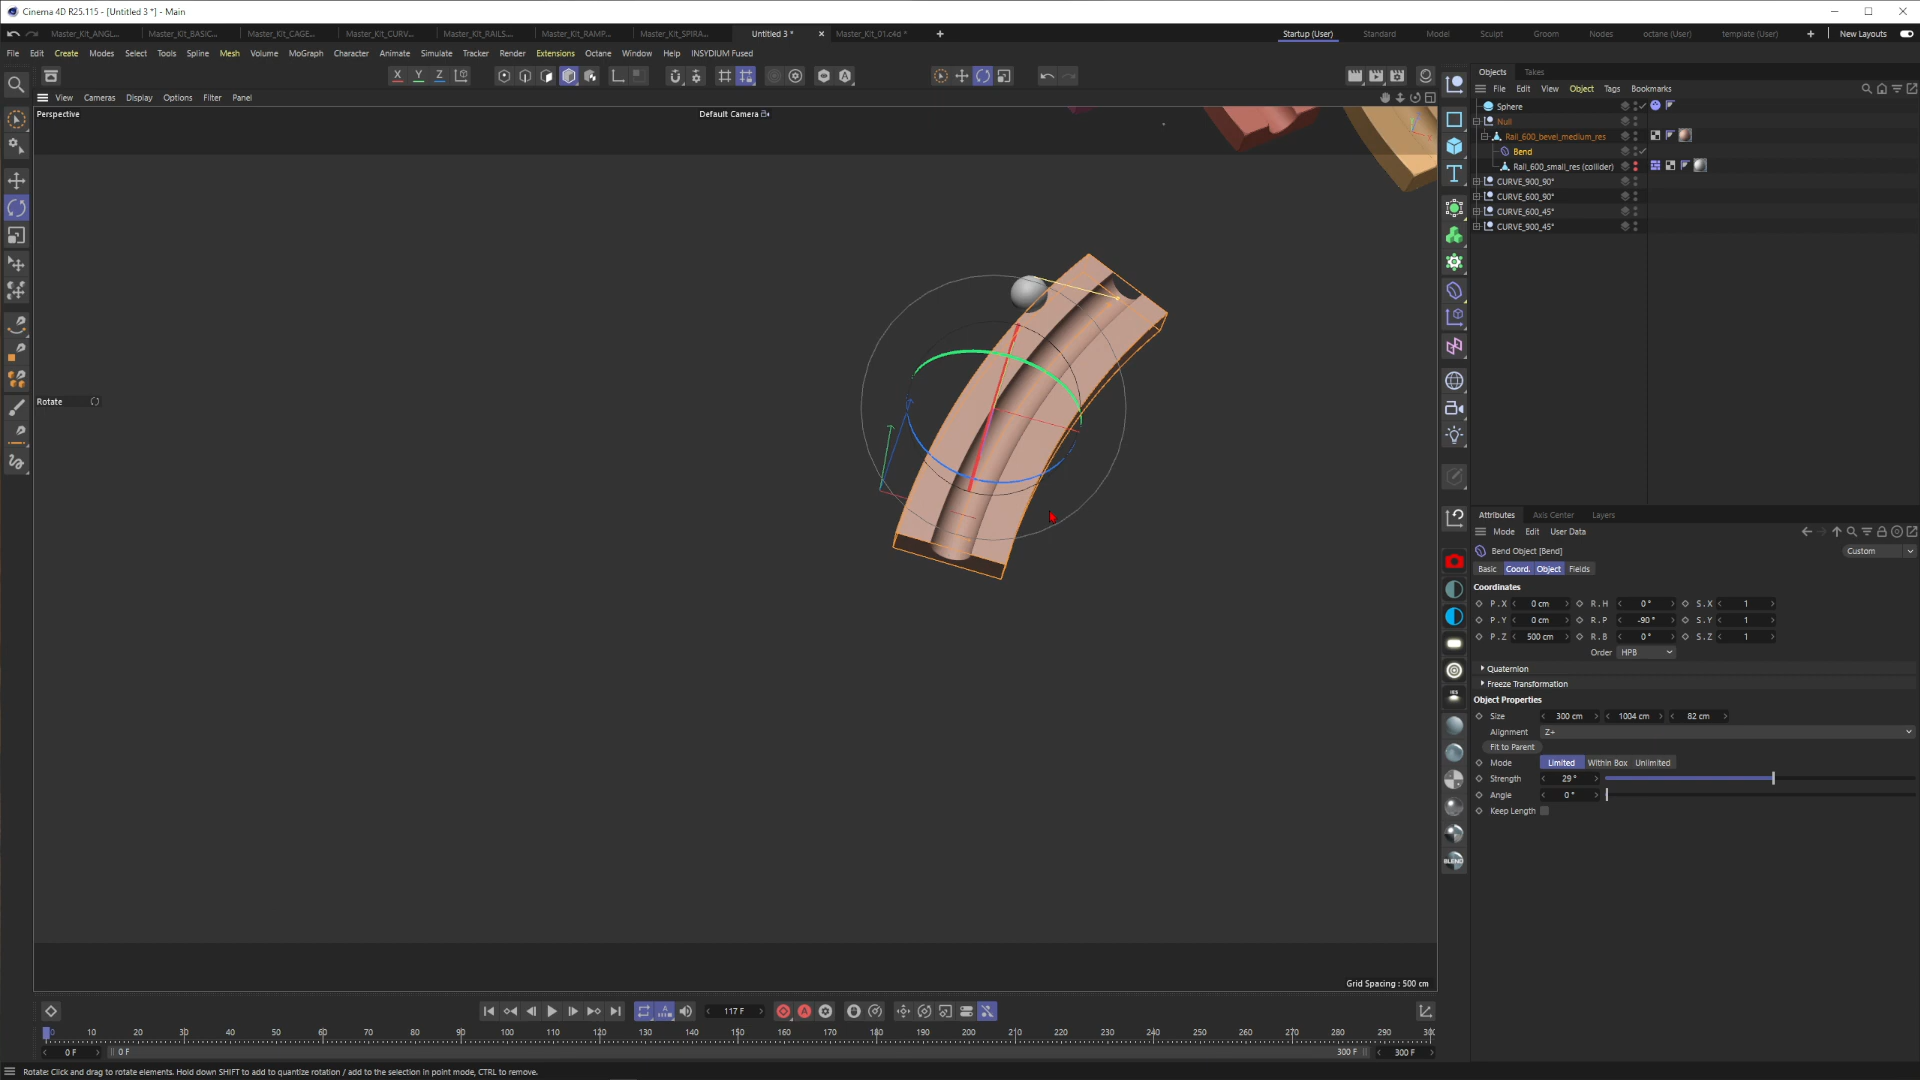 Cinema 4D R25.115 - [Untitled 3 *] - Main
Master_Kit_ANGL... Master_Kit_BASIC... Master_Kit_CAGE... Master_Kit_CURV... Master_Kit_RAILS... Master_Kit_RAMP... Master_Kit_SPIRA... Untitled 3 * Master_Kit_01.c4d * Startup (User) Standard Model Sculpt Groom Nodes octane (User) template (User) New Layouts
File Edit Create Modes Select Tools Spline Mesh Volume MoGraph Character Animate Simulate Tracker Render Extensions Octane Window Help INSYDIUM Fused
X Y Z
View Cameras Display Options Filter Panel
Perspective
Default Camera
Rotate
Grid Spacing : 500 cm
Objects Takes
File Edit View Object Tags Bookmarks
Sphere
Null
Rail_600_bevel_medium_res
Bend
Rail_600_small_res (collider)
CURVE_900_90°
CURVE_600_90°
CURVE_600_45°
CURVE_900_45°
Attributes Axis Center Layers
Mode Edit User Data
Bend Object [Bend] Custom
Basic Coord. Object Fields
Coordinates
P.X 0 cm R.H 0° S.X 1
P.Y 0 cm R.P -90° S.Y 1
P.Z 500 cm R.B 0° S.Z 1
Order HPB
Quaternion
Freeze Transformation
Object Properties
Size 300 cm 1004 cm 82 cm
Alignment Z+
Fit to Parent
Mode Limited Within Box Unlimited
Strength 29°
Angle 0°
Keep Length
BLEND
117 F
0 10 20 30 40 50 60 70 80 90 100 110 120 130 140 150 160 170 180 190 200 210 220 230 240 250 260 270 280 290
0 F 0 F 300 F 300 F
Rotate: Click and drag to rotate elements. Hold down SHIFT to add to quantize rotation / add to the selection in point mode, CTRL to remove.